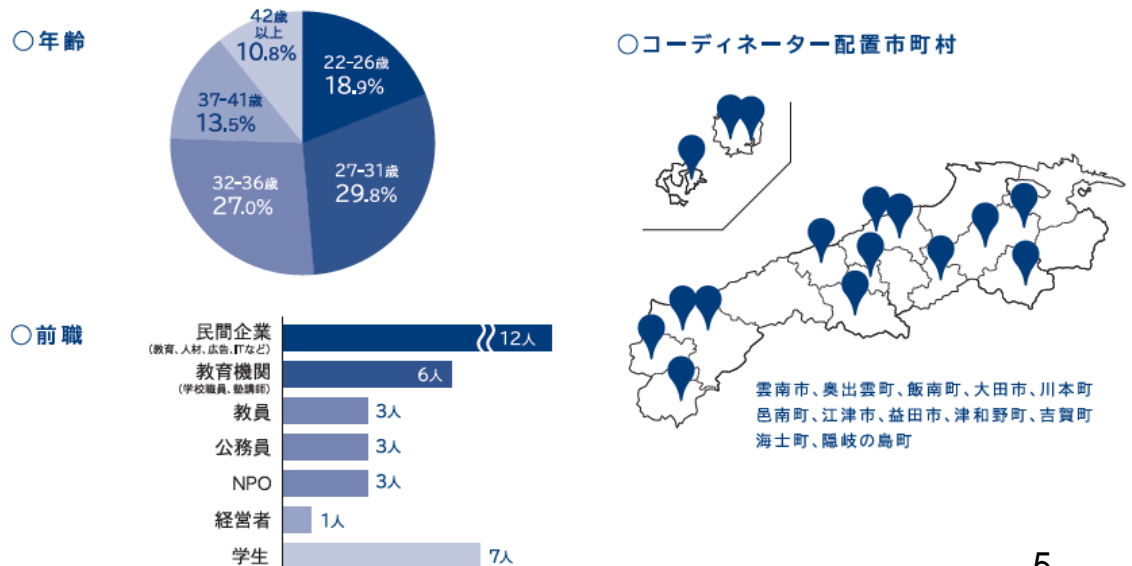 ○年齢
42歳
以上
10.8%
22-26歳
18.9%
37-41歳
13.5%
27-31歳
29.8%
32-36歳
27.0%
○前職
民間企業
(教育、人材、広告、ITなど)
12人
教育機関
(学校職員、塾講師)
6人
教員
3人
公務員
3人
NPO
3人
経営者
1人
学生
7人
○コーディネーター配置市町村
雲南市、奥出雲町、飯南町、大田市、川本町
邑南町、江津市、益田市、津和野町、吉賀町
海士町、隠岐の島町
5